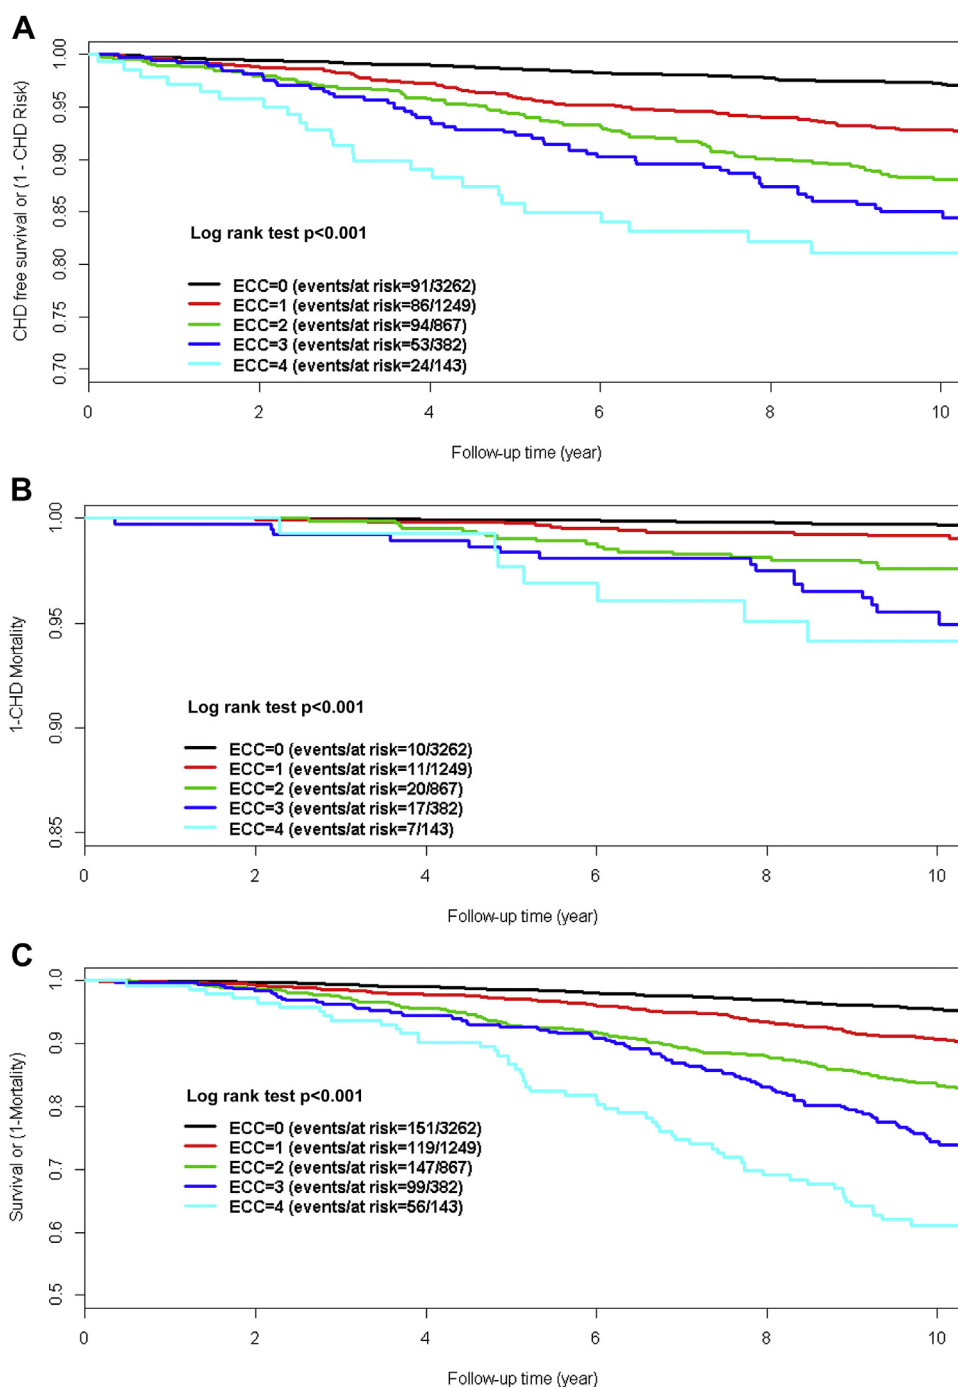 A
CHD free survival or (1 - CHD Risk)
1.00
0.95
0.90
0.85
0.80
0.75
0.70
Log rank test p<0.001
ECC=0 (events/at risk=91/3262)
ECC=1 (events/at risk=86/1249)
ECC=2 (events/at risk=94/867)
ECC=3 (events/at risk=53/382)
ECC=4 (events/at risk=24/143)
0 2 4 6 8 10
Follow-up time (year)
B
1-CHD Mortality
1.00
0.95
0.90
0.85
Log rank test p<0.001
ECC=0 (events/at risk=10/3262)
ECC=1 (events/at risk=11/1249)
ECC=2 (events/at risk=20/867)
ECC=3 (events/at risk=17/382)
ECC=4 (events/at risk=7/143)
0 2 4 6 8 10
Follow-up time (year)
C
Survival or (1-Mortality)
1.0
0.9
0.8
0.7
0.6
0.5
Log rank test p<0.001
ECC=0 (events/at risk=151/3262)
ECC=1 (events/at risk=119/1249)
ECC=2 (events/at risk=147/867)
ECC=3 (events/at risk=99/382)
ECC=4 (events/at risk=56/143)
0 2 4 6 8 10
Follow-up time (year)